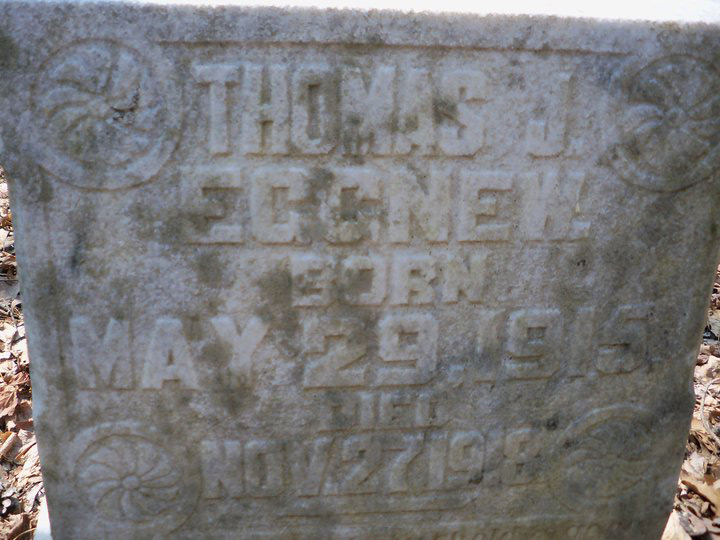 THOMAS J.
EGGNEW.
BORN
MAY 29,1915.
DIED
NOV.27,1918